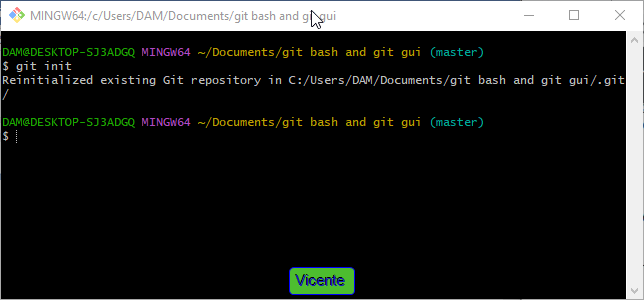 MINGW64:/c/Users/DAM/Documents/git bash and git gui
DAM@DESKTOP-SJ3ADGQ MINGW64 ~/Documents/git bash and git gui (master)
$ git init
Reinitialized existing Git repository in C:/Users/DAM/Documents/git bash and git gui/.git
/
DAM@DESKTOP-SJ3ADGQ MINGW64 ~/Documents/git bash and git gui (master)
$
Vicente